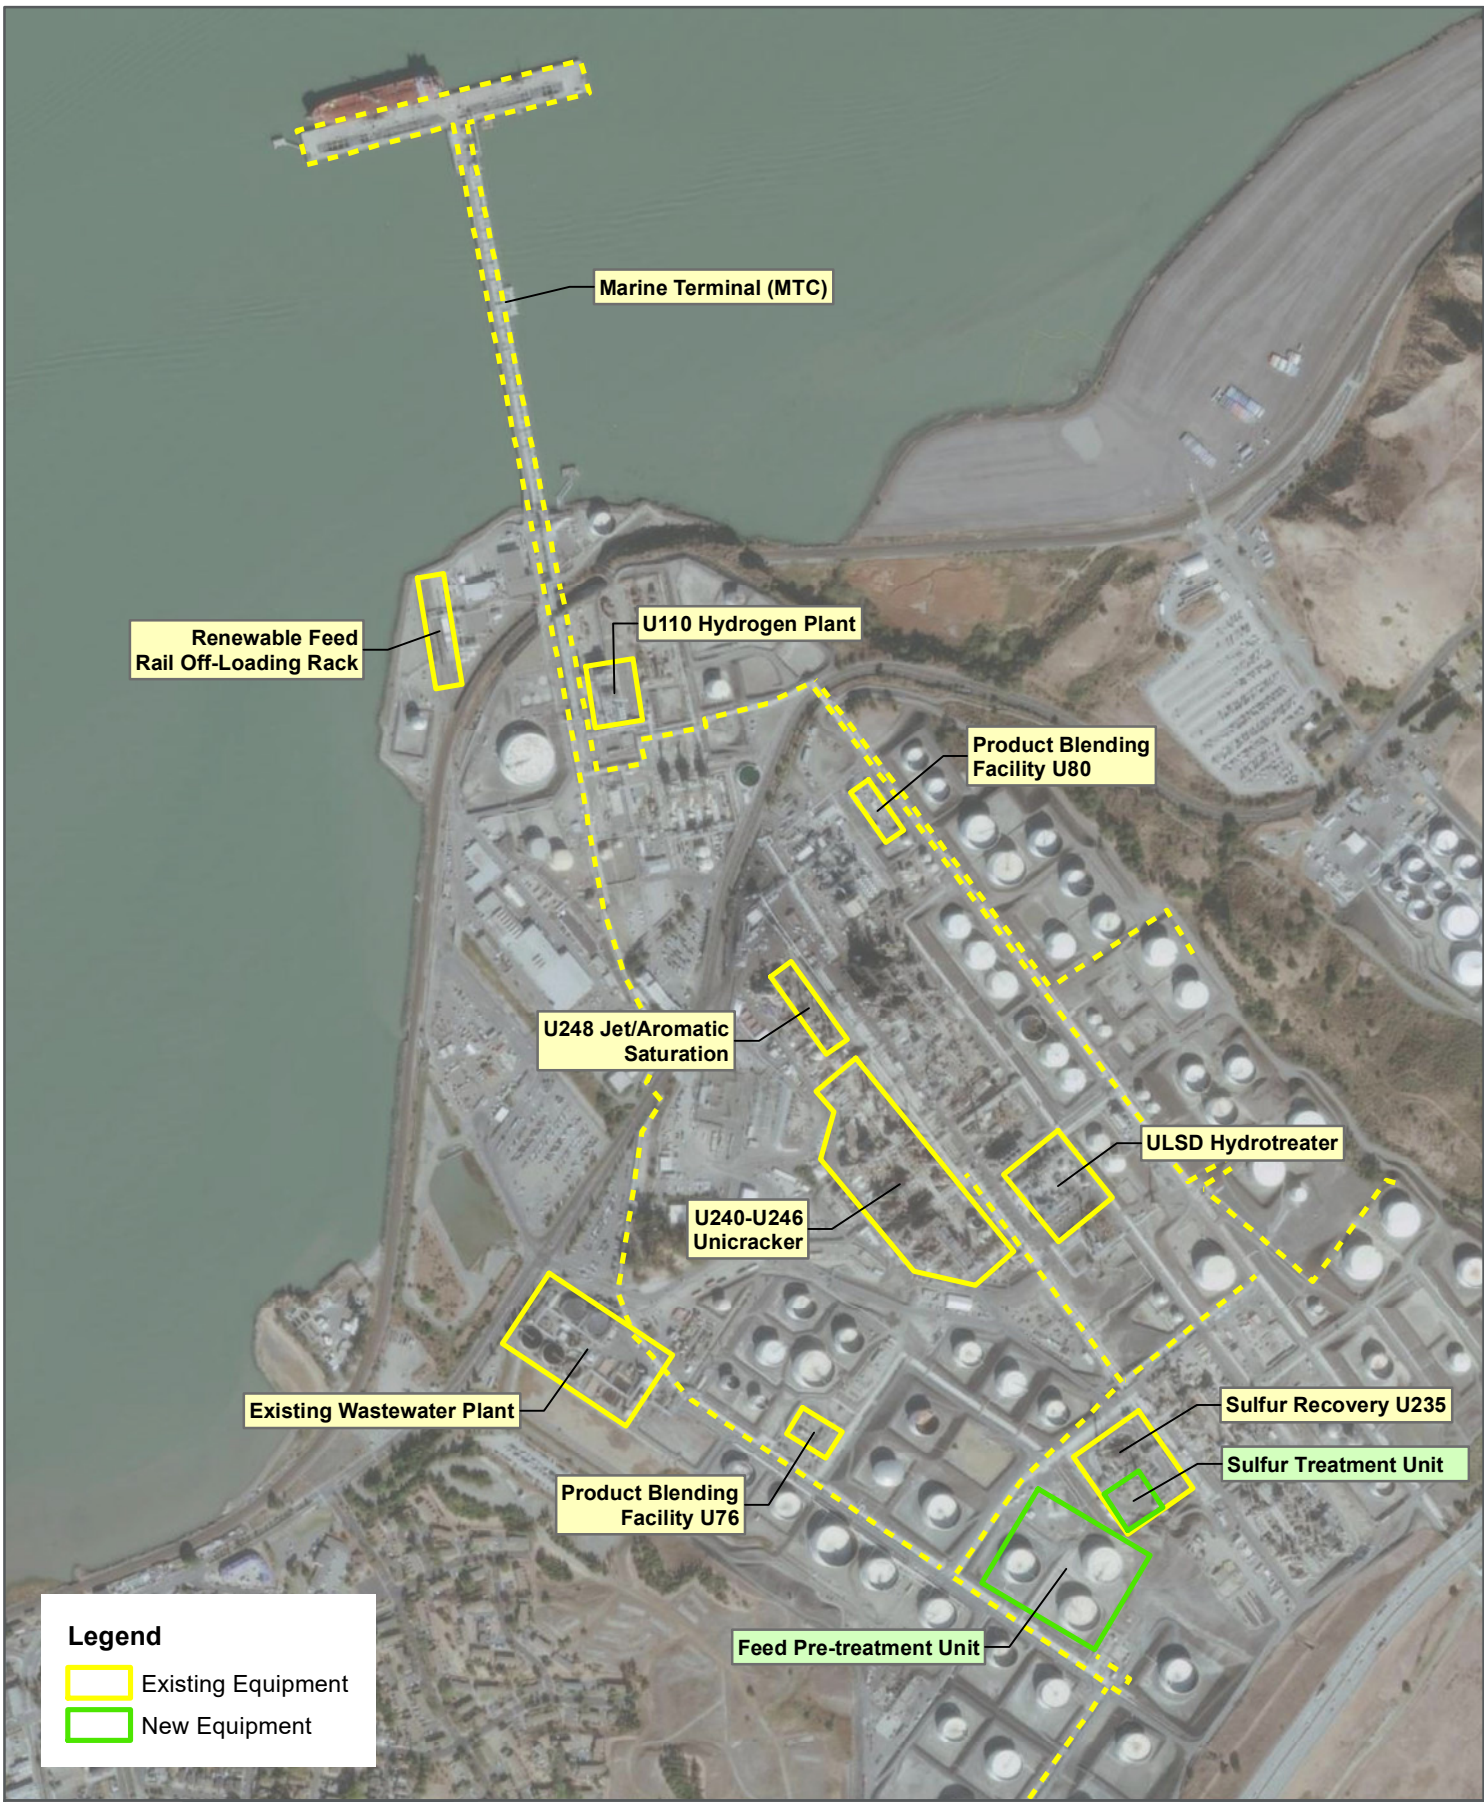 Marine Terminal (MTC)
Renewable Feed
Rail Off-Loading Rack
U110 Hydrogen Plant
Product Blending
Facility U80
U248 Jet/Aromatic
Saturation
ULSD Hydrotreater
U240-U246
Unicracker
Existing Wastewater Plant
Sulfur Recovery U235
Sulfur Treatment Unit
Product Blending
Facility U76
Feed Pre-treatment Unit
Legend
Existing Equipment
New Equipment